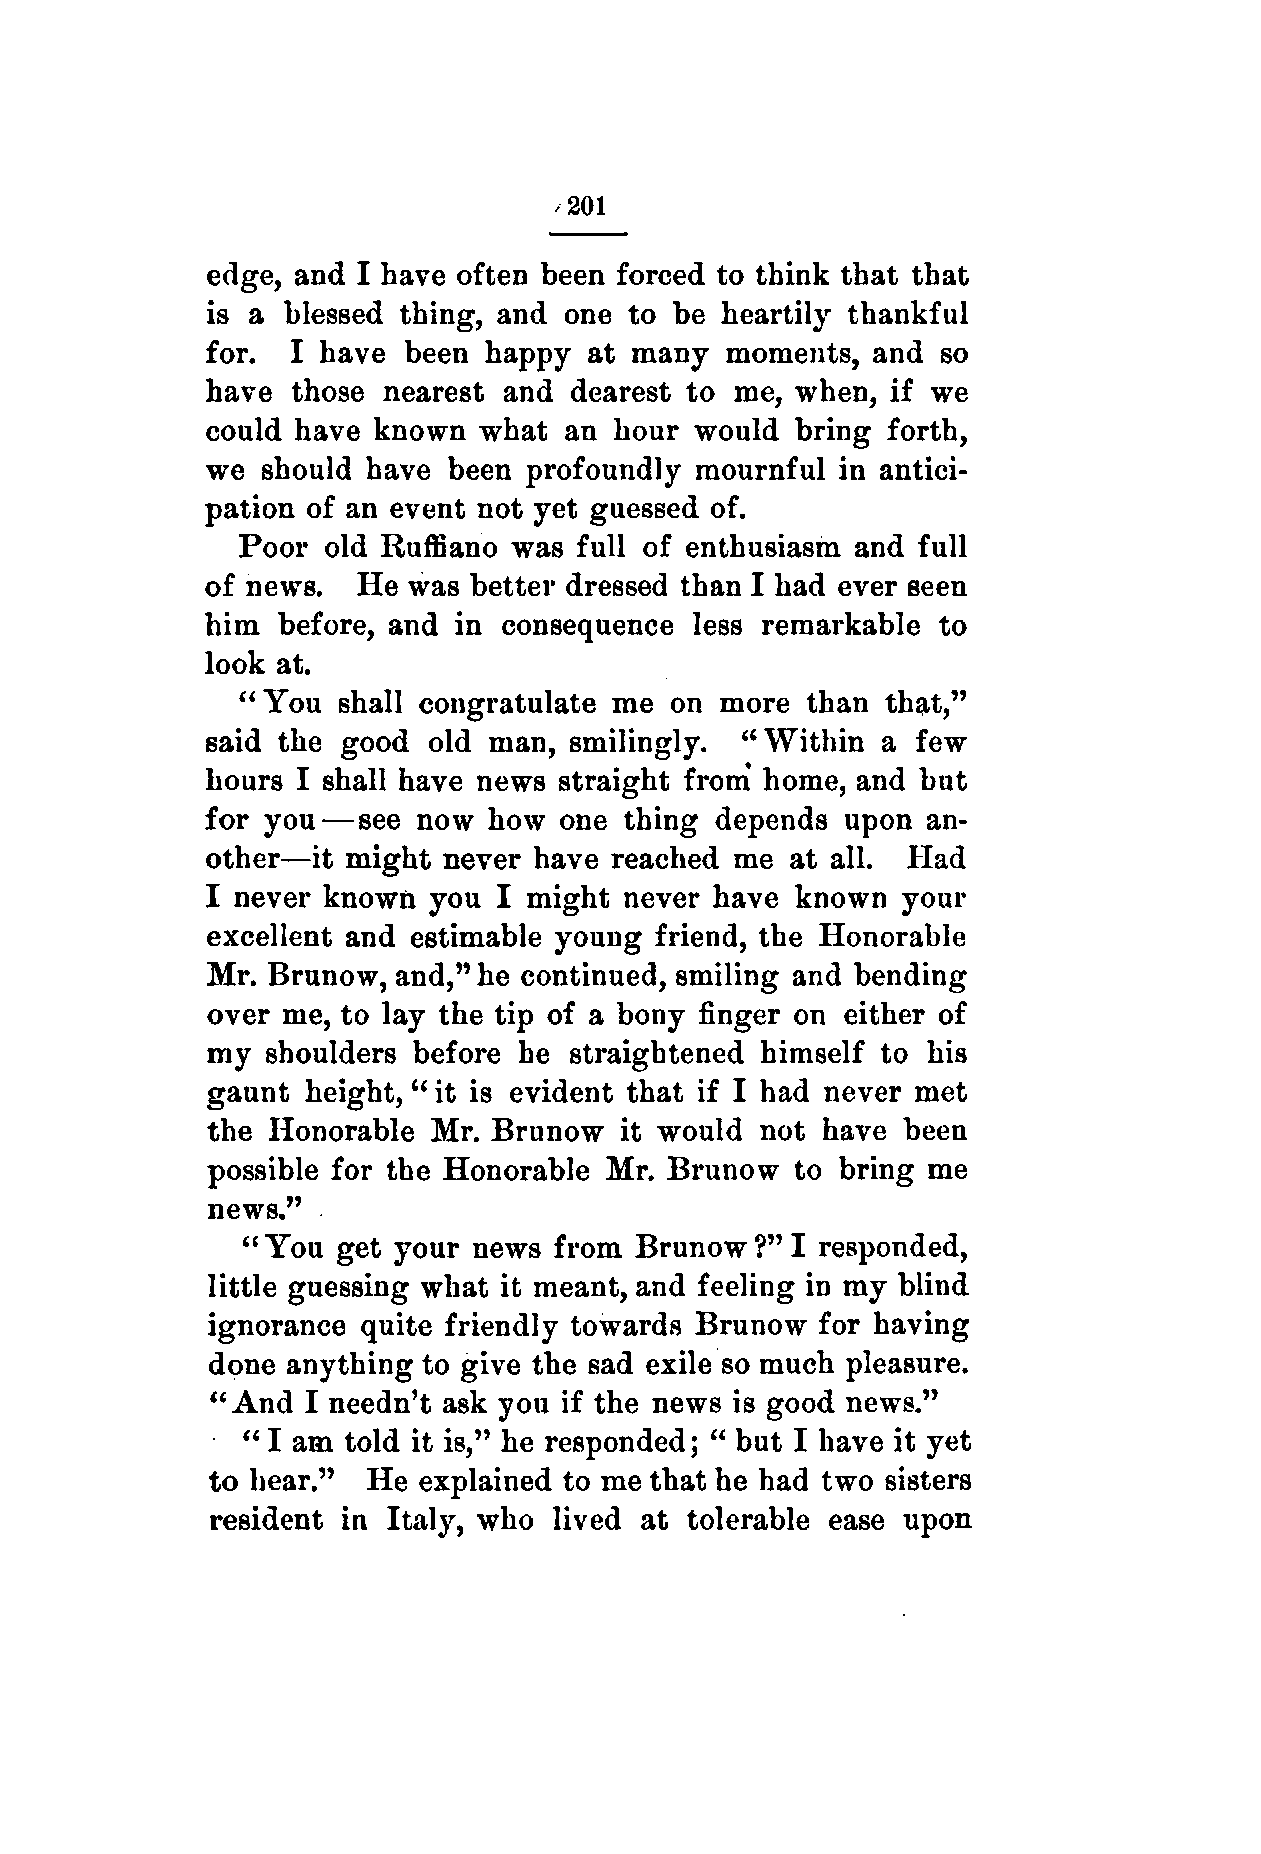 201
edge, and I have often been forced to think that that
is a blessed thing, and one to be heartily thankful
for. I have been happy at many moments, and so
have those nearest and dearest to me, when, if we
could have known what an hour would bring forth,
we should have been profoundly mournful in antici-
pation of an event not yet guessed of.
Poor old Ruffiano was full of enthusiasm and full
of news. He was better dressed than I had ever seen
him before, and in consequence less remarkable to
look at.
“You shall congratulate me on more than that,”
said the good old man, smilingly. “Within a few
hours I shall have news straight from home, and but
for you—see now how one thing depends upon an-
other—it might never have reached me at all. Had
I never known you I might never have known your
excellent and estimable young friend, the Honorable
Mr. Brunow, and,” he continued, smiling and bending
over me, to lay the tip of a bony finger on either of
my shoulders before he straightened himself to his
gaunt height, “it is evident that if I had never met
the Honorable Mr. Brunow it would not have been
possible for the Honorable Mr. Brunow to bring me
news.”
“You get your news from Brunow?” I responded,
little guessing what it meant, and feeling in my blind
ignorance quite friendly towards Brunow for having
done anything to give the sad exile so much pleasure.
“And I needn't ask you if the news is good news.”
“I am told it is,” he responded; “but I have it yet
to hear.” He explained to me that he had two sisters
resident in Italy, who lived at tolerable ease upon